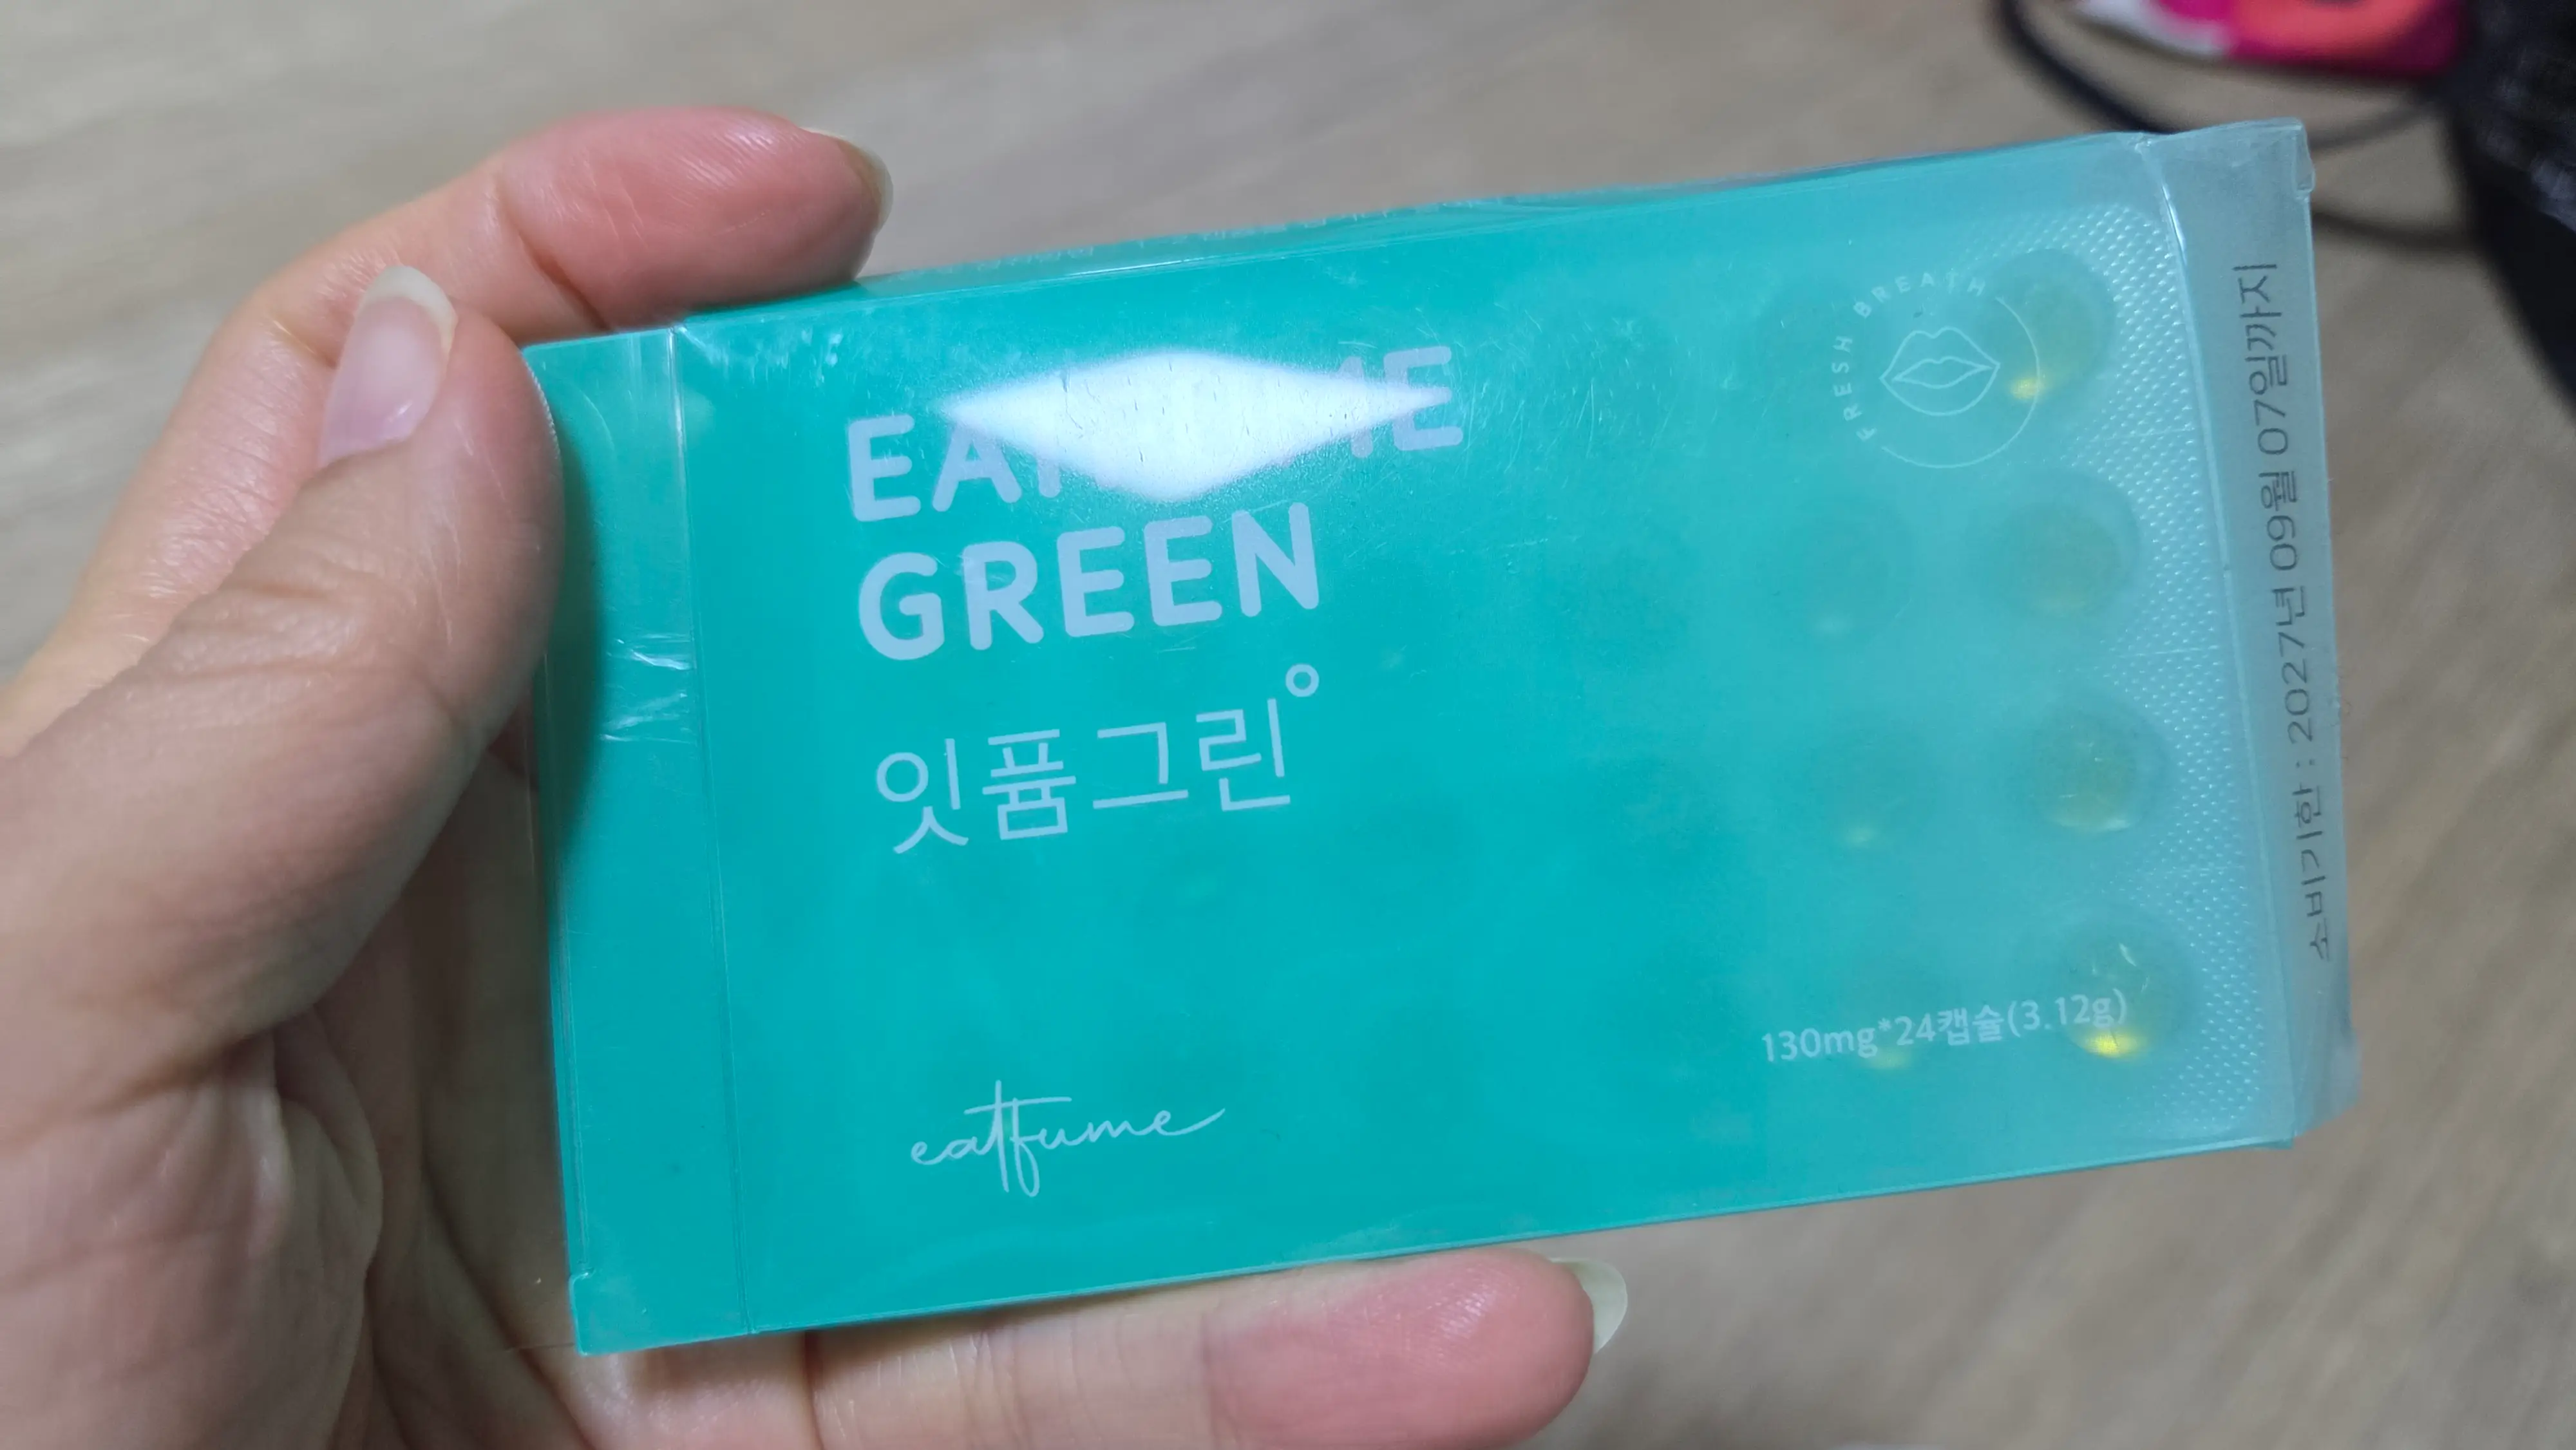 GREEN
잇퓸그린
eatfume
FRESH BREATH
130mg*24캡슐(3.12g)
소비기한 : 2027년 09월 07일까지